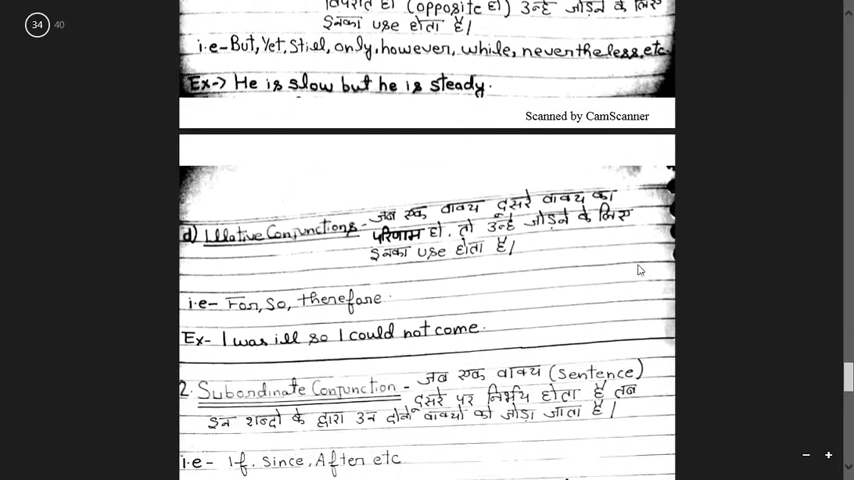 34 40
विपरीत हो (opposite हो) उन्हे जोड़ने के लिए
इनका use होता है।
i.e- But, Yet, Still, only, however, while, nevertheless, etc
Ex-> He is slow but he is steady.
Scanned by CamScanner
d) Illative Conjunctions - जब एक वाक्य दूसरे वाक्य का
परिणाम हो, तो उन्हे जोड़ने के लिए
इनका use होता है।
i.e- For, So, therefore.
Ex- I was ill so I could not come.
2. Subordinate Conjunction - जब एक वाक्य (sentence)
दूसरे पर निर्भय होता है तब
इन शब्दो के द्वारा उन दोनो वाक्यो को जोड़ा जाता है।
i.e- If, Since, After etc